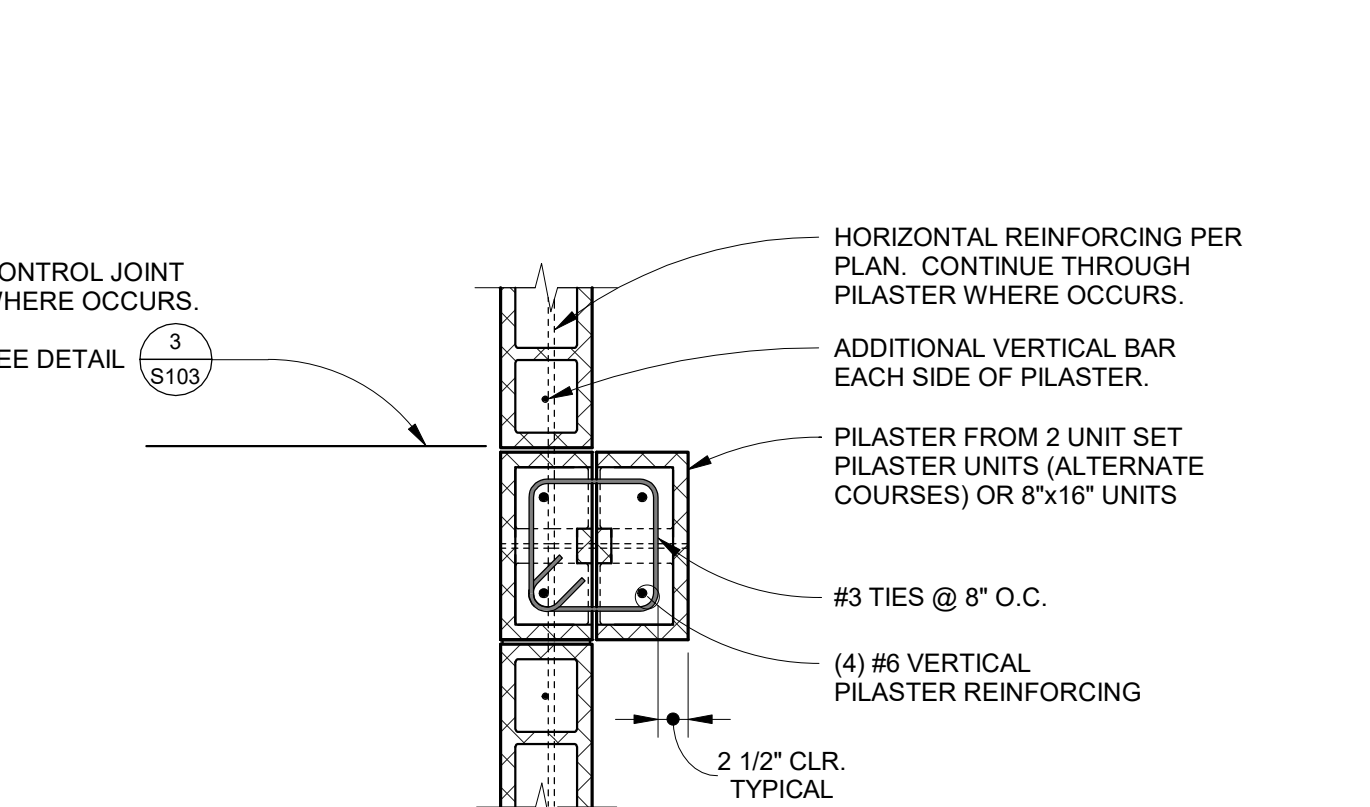 ONTROL JOINT
WHERE OCCURS.
EE DETAIL
3
S103
HORIZONTAL REINFORCING PER
PLAN. CONTINUE THROUGH
PILASTER WHERE OCCURS.
ADDITIONAL VERTICAL BAR
EACH SIDE OF PILASTER.
PILASTER FROM 2 UNIT SET
PILASTER UNITS (ALTERNATE
COURSES) OR 8"x16" UNITS
#3 TIES @ 8" O.C.
(4) #6 VERTICAL
PILASTER REINFORCING
2 1/2" CLR.
TYPICAL